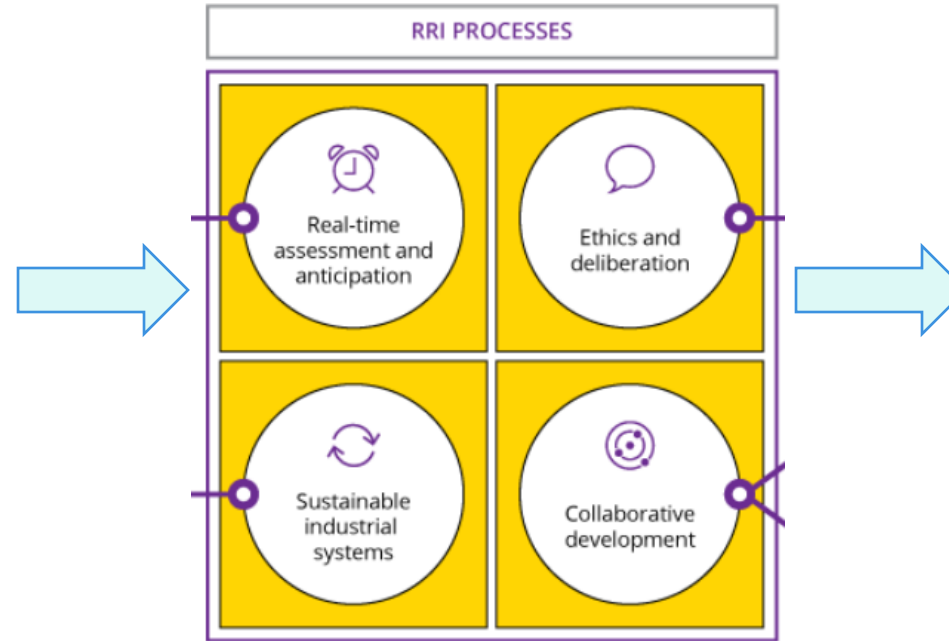 RRI PROCESSES
Real-time
assessment and
anticipation
Ethics and
deliberation
Sustainable
industrial
systems
Collaborative
development